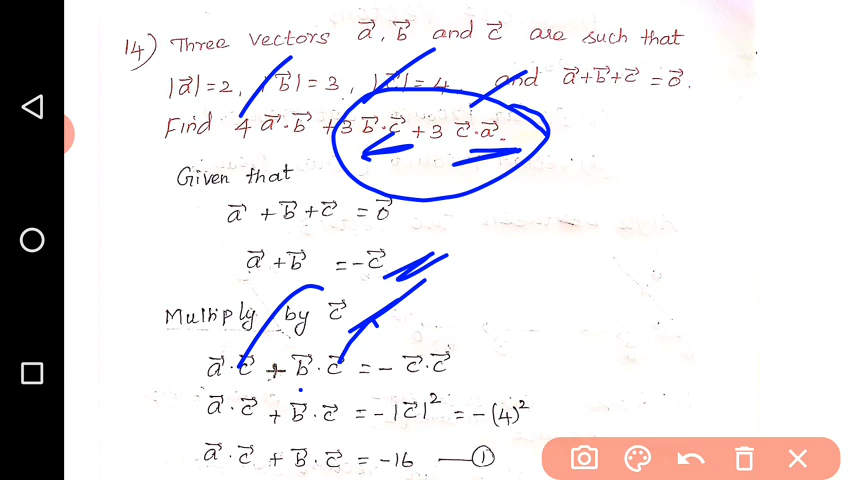 14) Three vectors a⃗, b⃗ and c⃗ are such that
|a⃗|=2, |b⃗|=3, |c⃗|=4 and a⃗+b⃗+c⃗=0⃗.
Find 4 a⃗·b⃗ +3 b⃗·c⃗ +3 c⃗·a⃗.
Given that
a⃗ +b⃗ +c⃗ =0⃗
a⃗ +b⃗ =-c⃗
Multiply by c⃗
a⃗·c⃗ + b⃗·c⃗ = - c⃗·c⃗
a⃗·c⃗ + b⃗·c⃗ = -|c⃗|² = -(4)²
a⃗·c⃗ + b⃗·c⃗ = -16 —①